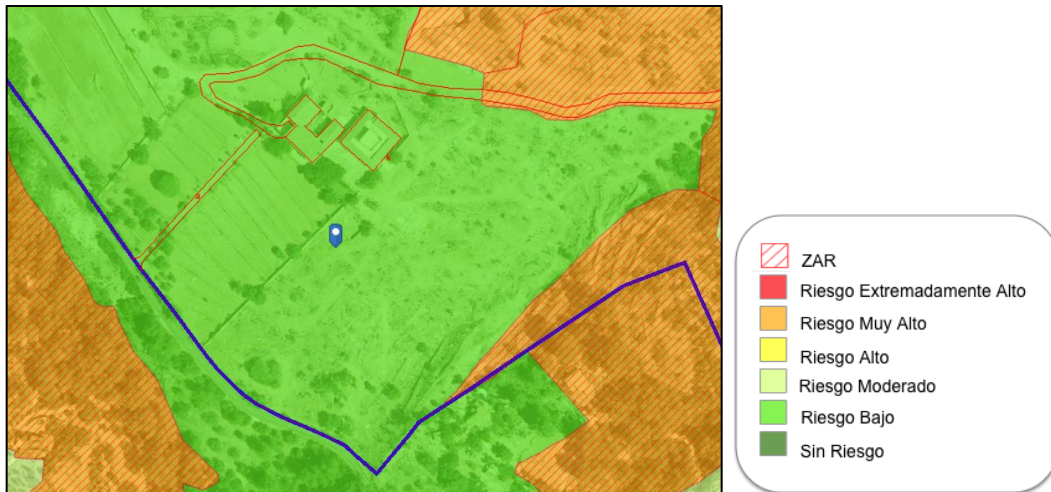 ZAR
Riesgo Extremadamente Alto
Riesgo Muy Alto
Riesgo Alto
Riesgo Moderado
Riesgo Bajo
Sin Riesgo